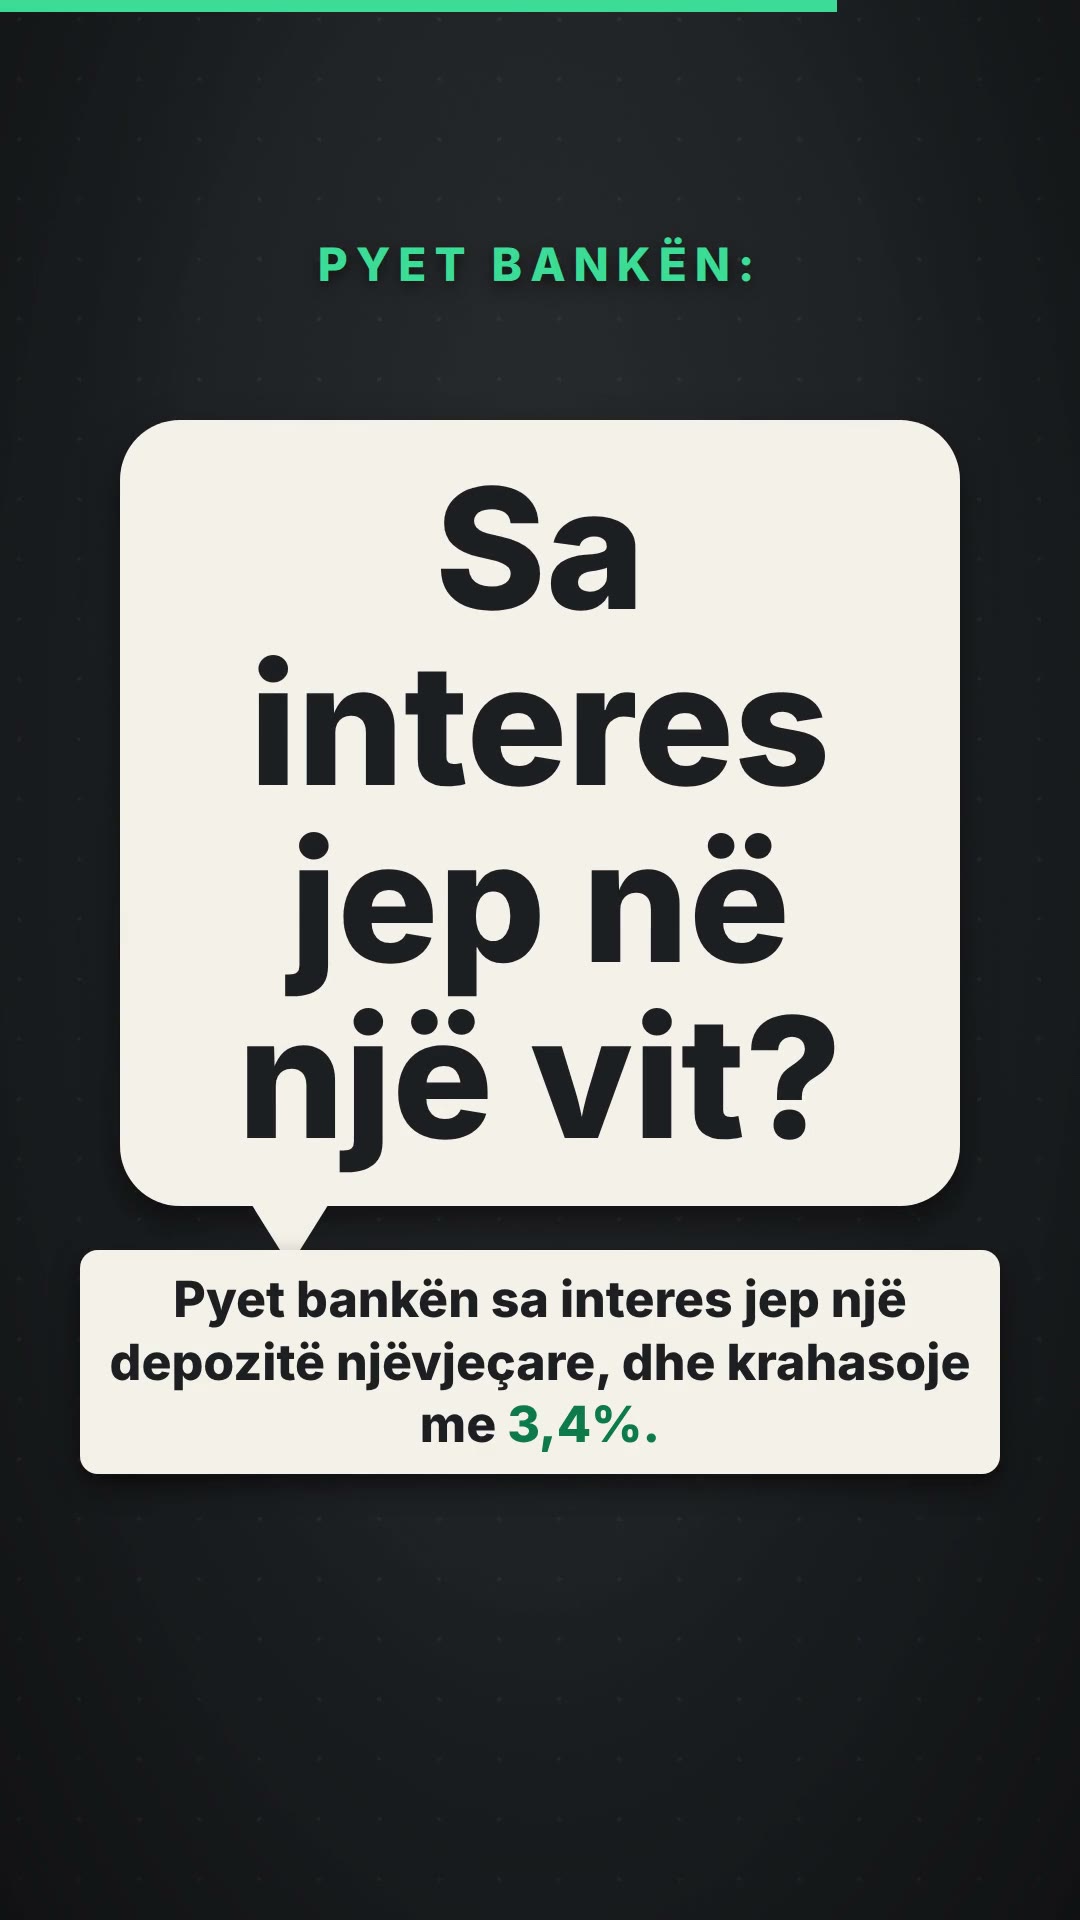 PYET BANKËN:
Sa
interes
jep në
një vit?
Pyet bankën sa interes jep një
depozitë njëvjeçare, dhe krahasoje
me 3,4%.